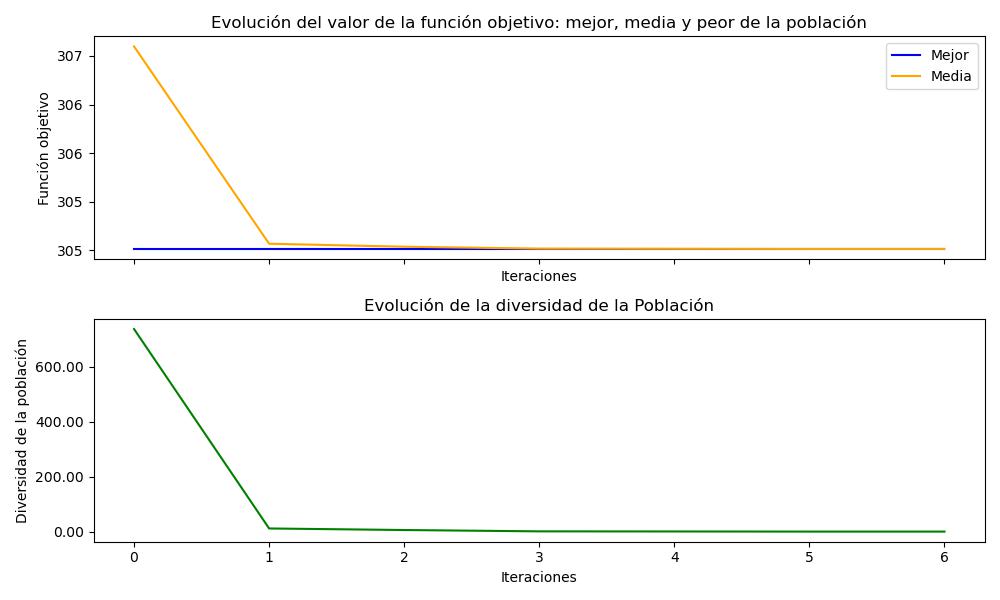 Evolución del valor de la función objetivo: mejor, media y peor de la población
Mejor
Media
Función objetivo
307
306
306
305
305
Iteraciones
Evolución de la diversidad de la Población
Diversidad de la población
600.00
400.00
200.00
0.00
0 1 2 3 4 5 6
Iteraciones